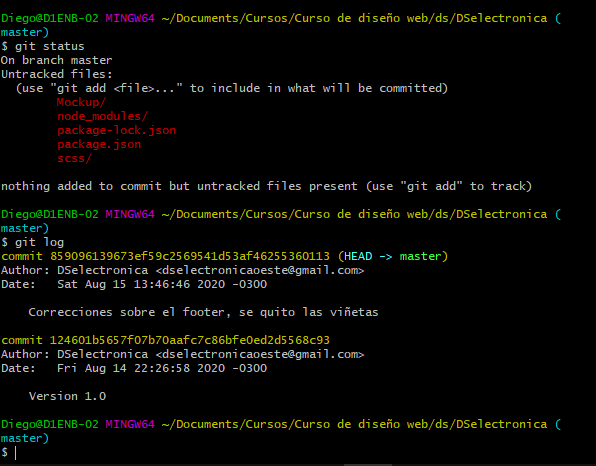 Diego@D1ENB-02 MINGW64 ~/Documents/Cursos/Curso de diseño web/ds/DSelectronica (
master)
$ git status
On branch master
Untracked files:
  (use "git add <file>..." to include in what will be committed)
        Mockup/
        node_modules/
        package-lock.json
        package.json
        scss/

nothing added to commit but untracked files present (use "git add" to track)

Diego@D1ENB-02 MINGW64 ~/Documents/Cursos/Curso de diseño web/ds/DSelectronica (
master)
$ git log
commit 859096139673ef59c2569541d53af46255360113 (HEAD -> master)
Author: DSelectronica <dselectronicaoeste@gmail.com>
Date:   Sat Aug 15 13:46:46 2020 -0300

    Correcciones sobre el footer, se quito las viñetas

commit 124601b5657f07b70aafc7c86bfe0ed2d5568c93
Author: DSelectronica <dselectronicaoeste@gmail.com>
Date:   Fri Aug 14 22:26:58 2020 -0300

    Version 1.0

Diego@D1ENB-02 MINGW64 ~/Documents/Cursos/Curso de diseño web/ds/DSelectronica (
master)
$